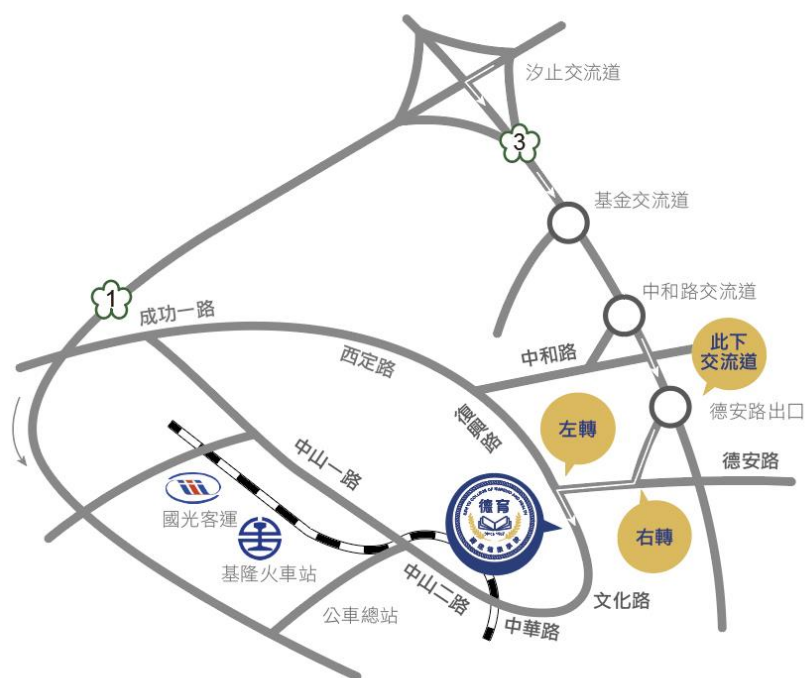 汐止交流道
3
基金交流道
1
成功一路
中和路交流道
西定路
中和路
此下
交流道
復興路
左轉
德安路出口
中山一路
德安路
國光客運
德育
右轉
基隆火車站
中山二路
公車總站
中華路
文化路